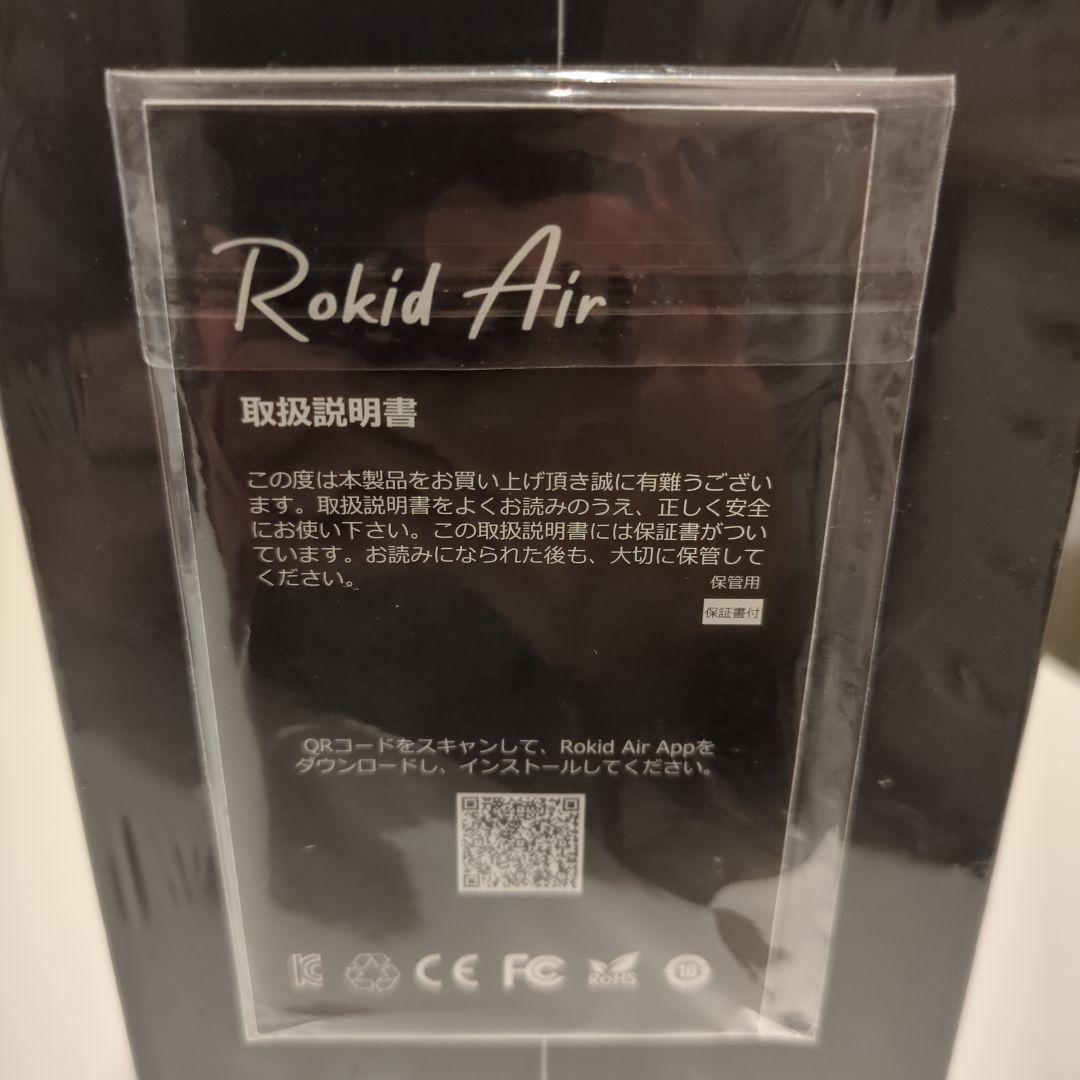 Rokid Air
取扱説明書
この度は本製品をお買い上げ頂き誠に有難うござい
ます。取扱説明書をよくお読みのうえ、正しく安全
にお使い下さい。この取扱説明書には保証書がつい
ています。お読みになられた後も、大切に保管して
ください。
保管用
保証書付
QRコードをスキャンして、Rokid Air Appを
ダウンロードし、インストールしてください。
KC CE FC RoHS 10